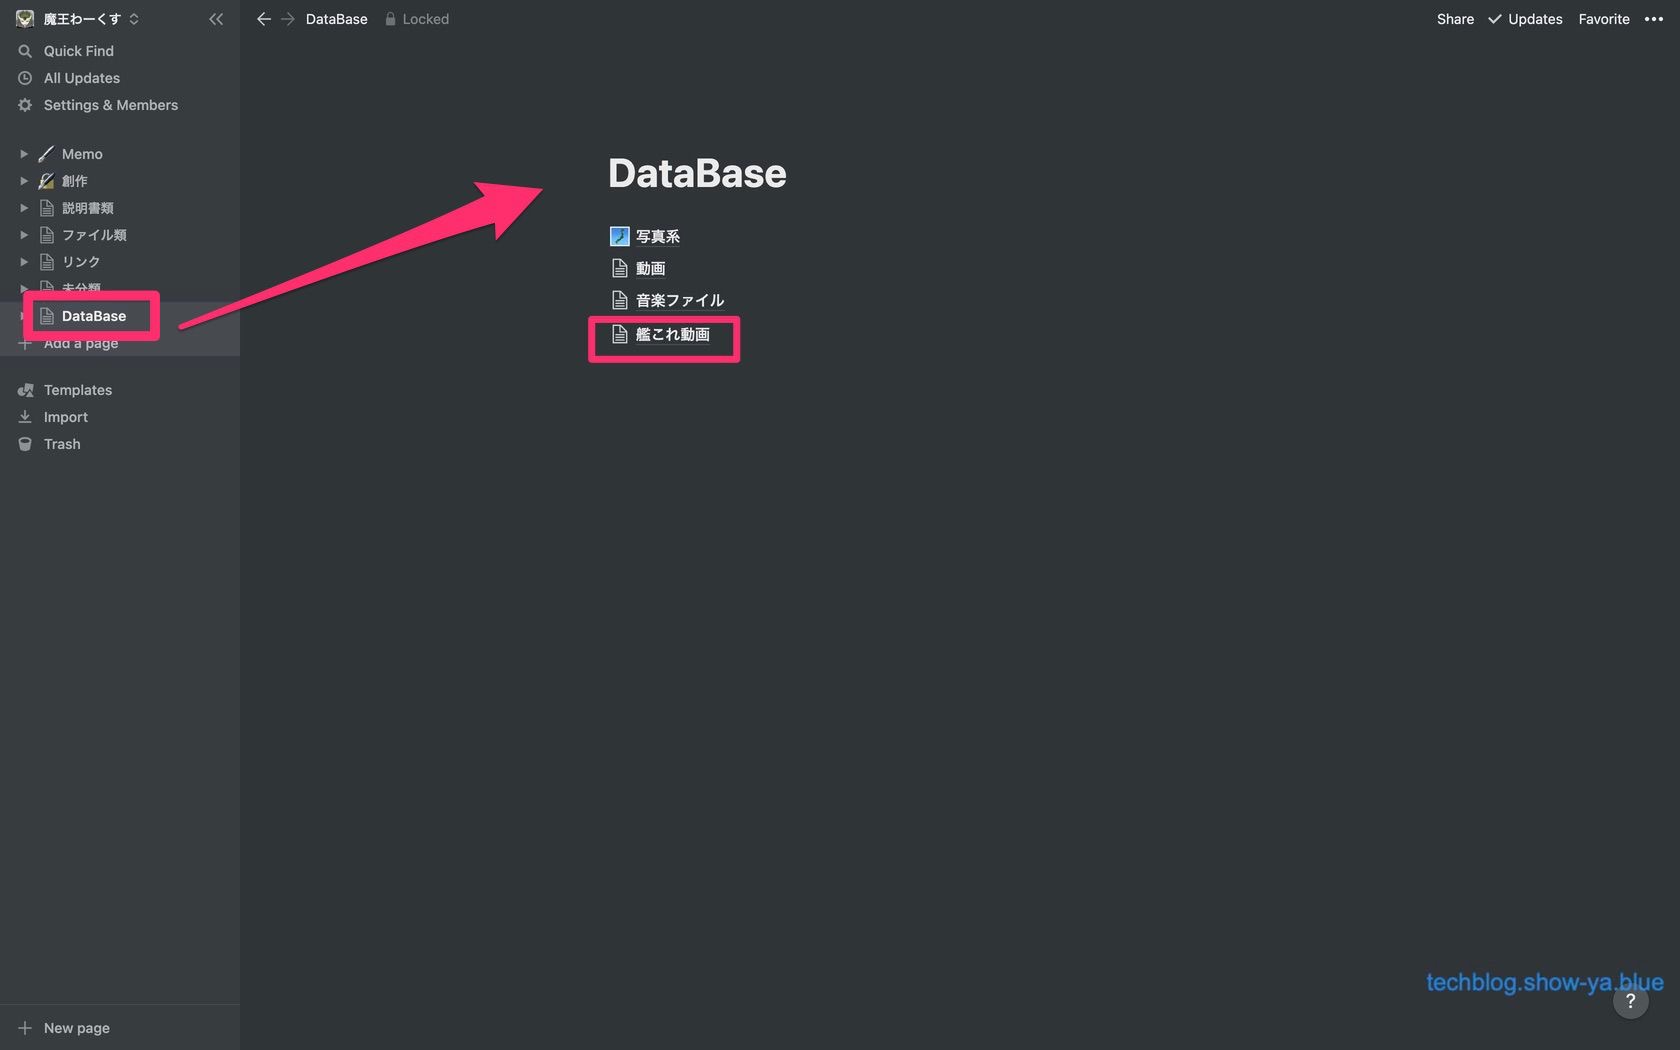 魔王わーくす
Quick Find
All Updates
Settings & Members
Memo
創作
説明書類
ファイル類
リンク
未分類
DataBase
Add a page
Templates
Import
Trash
New page
DataBase Locked
Share Updates Favorite
DataBase
写真系
動画
音楽ファイル
艦これ動画
techblog.show-ya.blue
?